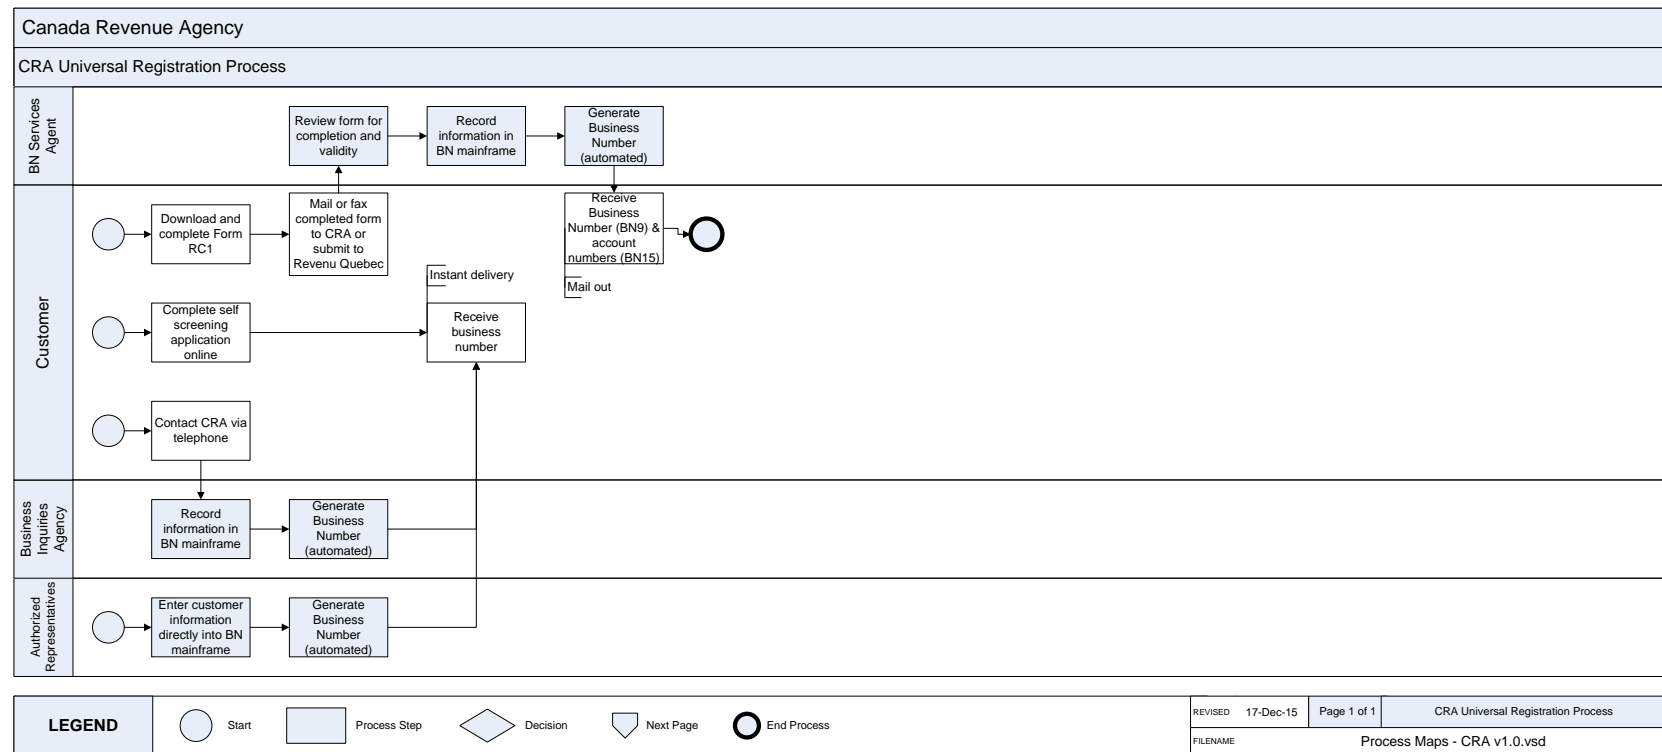 Canada Revenue Agency
CRA Universal Registration Process
BN Services
Agent
Review form for
completion and
validity
Record
information in
BN mainframe
Generate
Business
Number
(automated)
Customer
Download and
complete Form
RC1
Mail or fax
completed form
to CRA or
submit to
Revenu Quebec
Receive
Business
Number (BN9) &
account
numbers (BN15)
Instant delivery
Mail out
Complete self
screening
application
online
Receive
business
number
Contact CRA via
telephone
Business
Inquiries
Agency
Record
information in
BN mainframe
Generate
Business
Number
(automated)
Authorized
Representatives
Enter customer
information
directly into BN
mainframe
Generate
Business
Number
(automated)
LEGEND
Start
Process Step
Decision
Next Page
End Process
REVISED 17-Dec-15 Page 1 of 1 CRA Universal Registration Process
FILENAME Process Maps - CRA v1.0.vsd